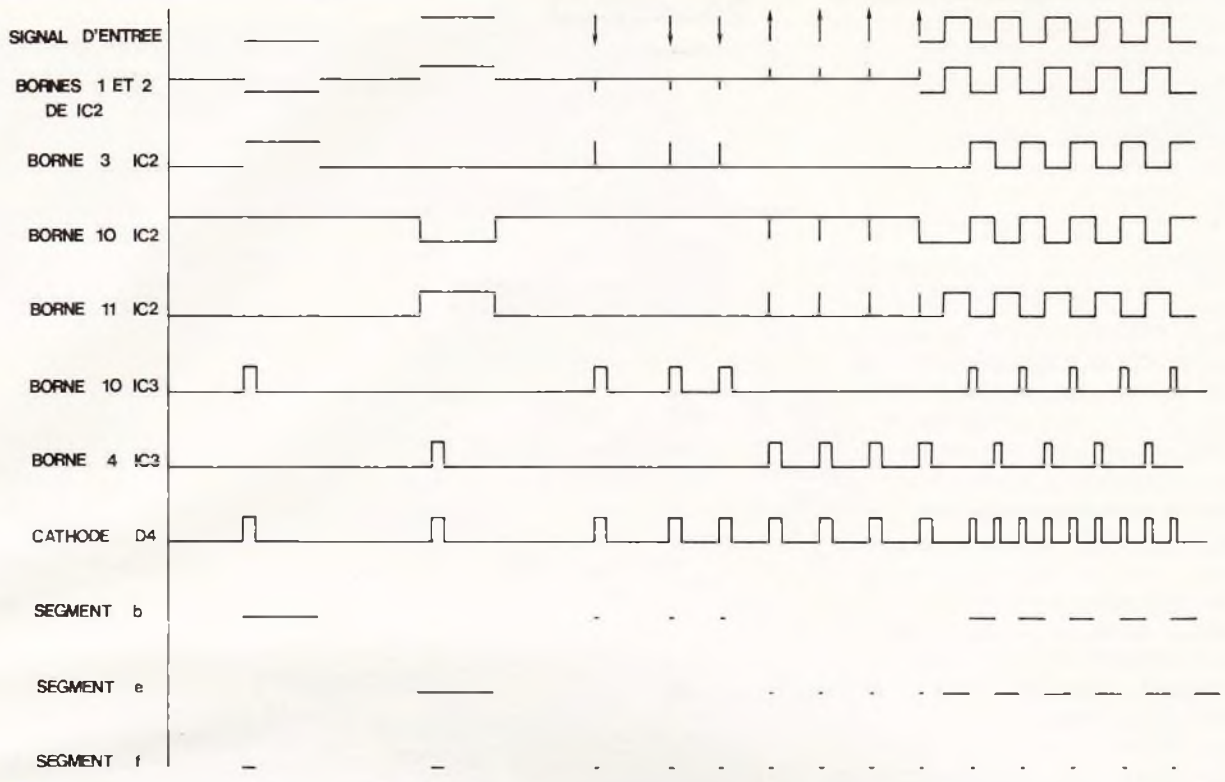 SIGNAL D'ENTREE
BORNES 1 ET 2
DE IC2
BORNE 3 IC2
BORNE 10 IC2
BORNE 11 IC2
BORNE 10 IC3
BORNE 4 IC3
CATHODE D4
SEGMENT b
SEGMENT e
SEGMENT f